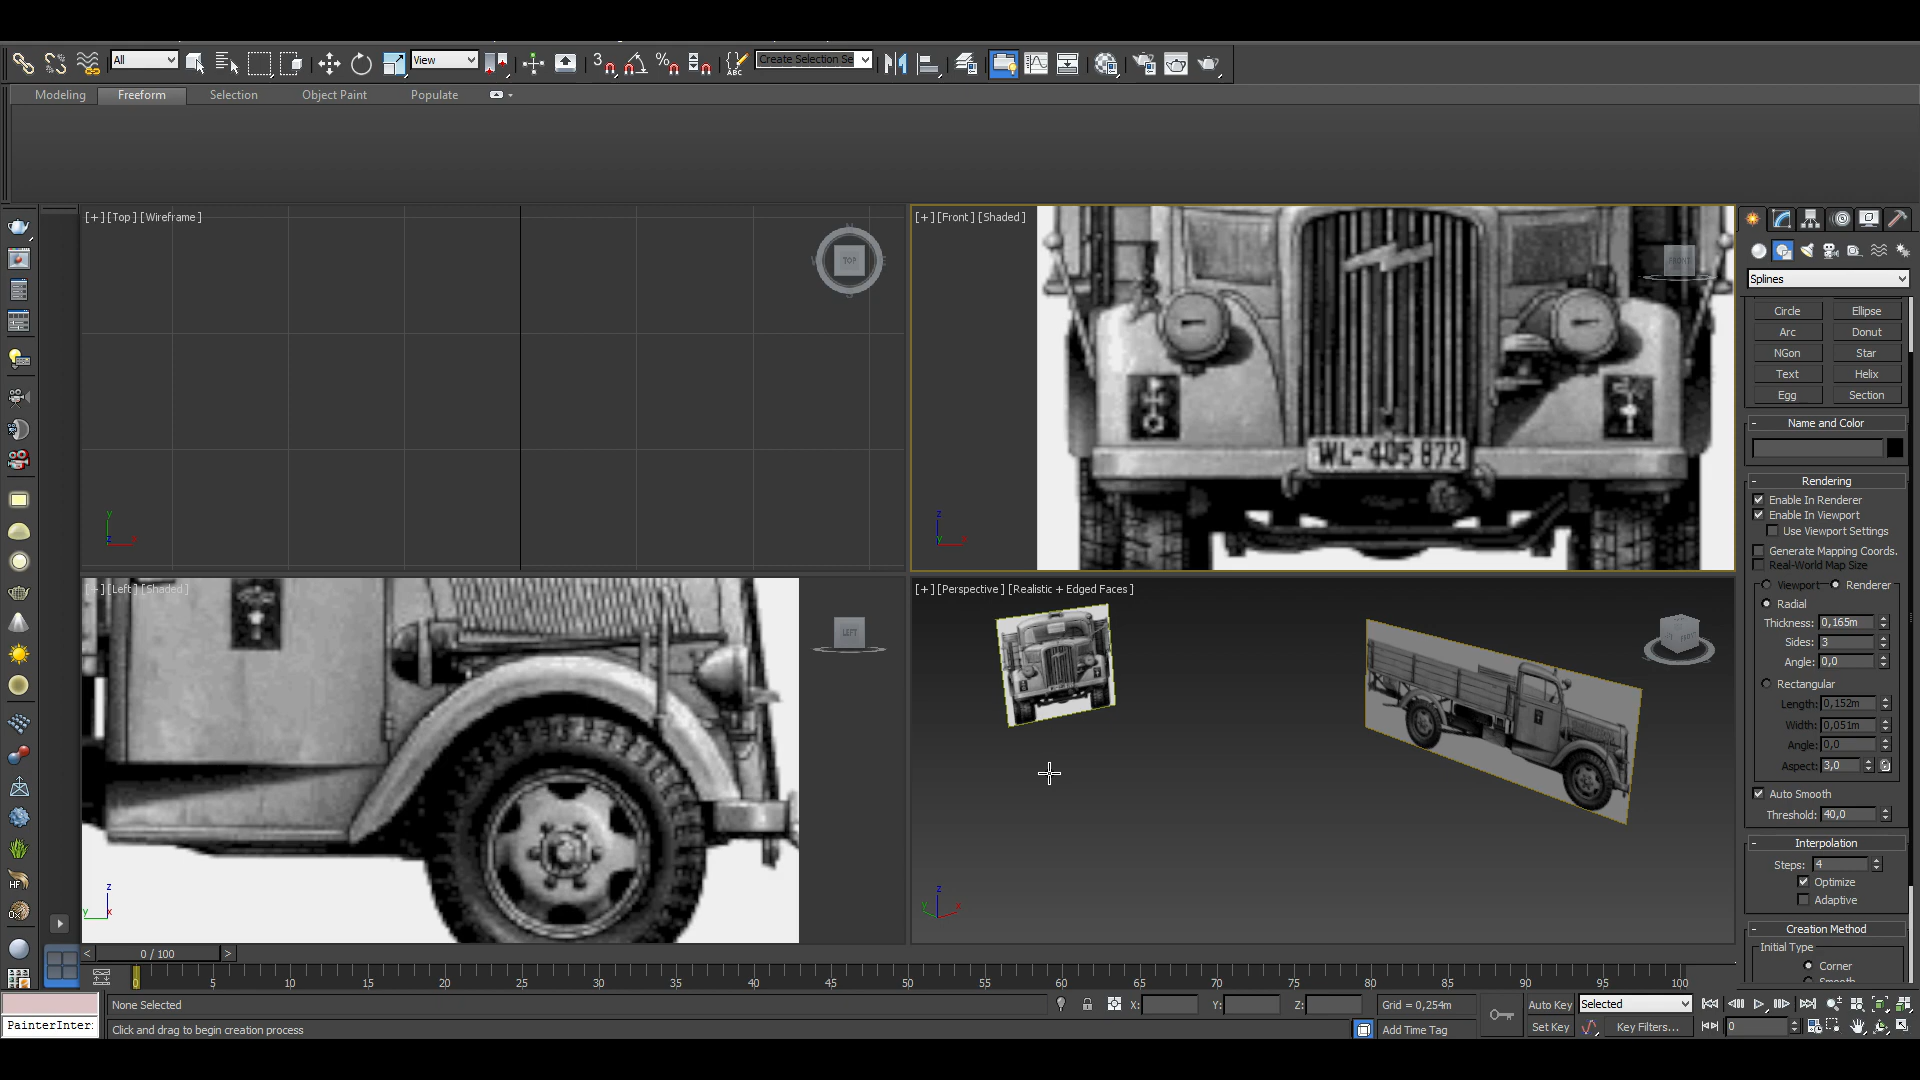 All
View
3
%
ABC
Create Selection Se
Modeling
Freeform
Selection
Object Paint
Populate
[+][Top][Wireframe]
TOP
[+][Front][Shaded]
FRONT
WL-405 872
[+][Left][Shaded]
LEFT
[+][Perspective][Realistic + Edged Faces]
Splines
Circle
Ellipse
Arc
Donut
NGon
Star
Text
Helix
Egg
Section
- Name and Color
- Rendering
Enable In Renderer
Enable In Viewport
Use Viewport Settings
Generate Mapping Coords.
Real-World Map Size
Viewport
Renderer
Radial
Thickness: 0,165m
Sides: 3
Angle: 0,0
Rectangular
Length: 0,152m
Width: 0,051m
Angle: 0,0
Aspect: 3,0
Auto Smooth
Threshold: 40,0
- Interpolation
Steps: 4
Optimize
Adaptive
- Creation Method
Initial Type
Corner
HF
y
z
z
y
x
z
y
x
< 0 / 100 >
0 5 10 15 20 25 30 35 40 45 50 55 60 65 70 75 80 85 90 95 100
None Selected
X:
Y:
Z:
Grid = 0,254m
Auto Key
Selected
PainterInter:
Click and drag to begin creation process
Add Time Tag
Set Key
Key Filters...
0